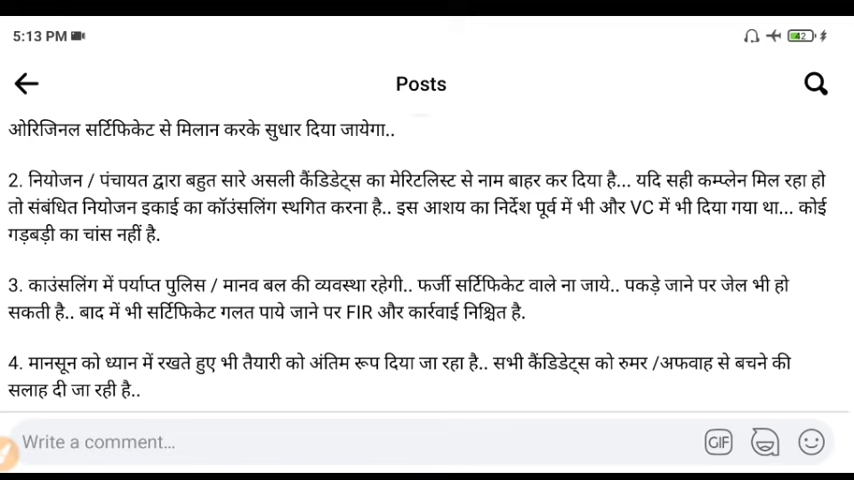 5:13 PM
42
Posts
ओरिजिनल सर्टिफिकेट से मिलान करके सुधार दिया जायेगा..
2. नियोजन / पंचायत द्वारा बहुत सारे असली कैंडिडेट्स का मेरिटलिस्ट से नाम बाहर कर दिया है... यदि सही कम्प्लेन मिल रहा हो
तो संबंधित नियोजन इकाई का कॉउंसलिंग स्थगित करना है.. इस आशय का निर्देश पूर्व में भी और VC में भी दिया गया था... कोई
गड़बड़ी का चांस नहीं है.
3. काउंसलिंग में पर्याप्त पुलिस / मानव बल की व्यवस्था रहेगी.. फर्जी सर्टिफिकेट वाले ना जाये.. पकड़े जाने पर जेल भी हो
सकती है.. बाद में भी सर्टिफिकेट गलत पाये जाने पर FIR और कार्रवाई निश्चित है.
4. मानसून को ध्यान में रखते हुए भी तैयारी को अंतिम रूप दिया जा रहा है.. सभी कैंडिडेट्स को रुमर /अफवाह से बचने की
सलाह दी जा रही है..
Write a comment...
GIF